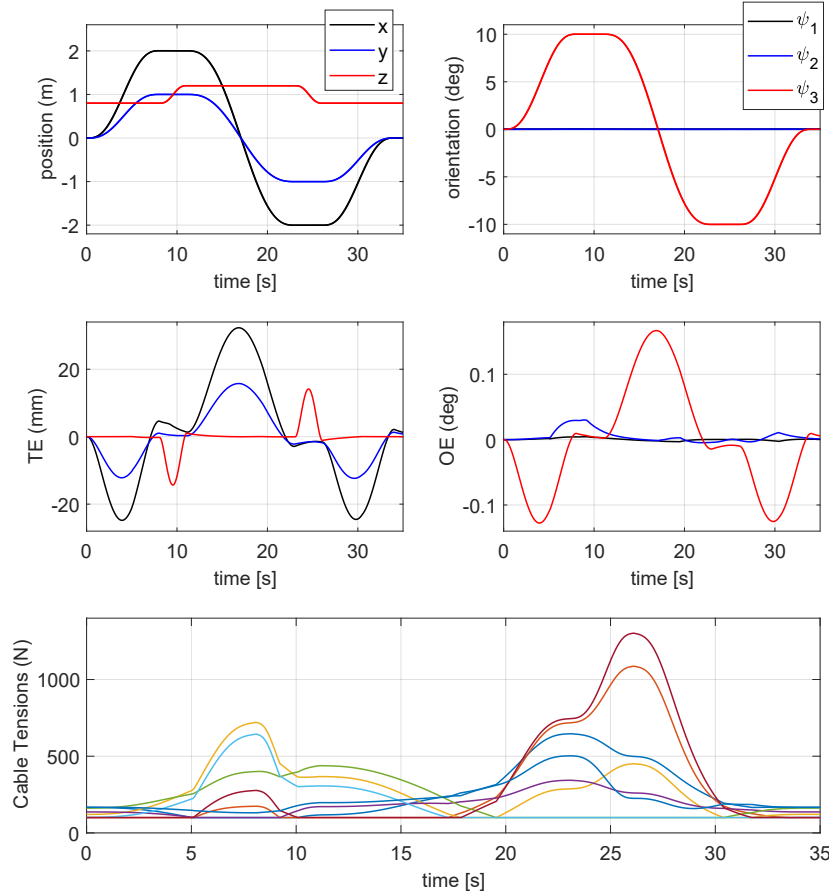 position (m)
2
1
0
-1
-2
x
y
z
0
10
20
30
time [s]
orientation (deg)
10
5
0
-5
-10
ψ1
ψ2
ψ3
0
10
20
30
time [s]
TE (mm)
20
0
-20
0
10
20
30
time [s]
OE (deg)
0.1
0
-0.1
0
10
20
30
time [s]
Cable Tensions (N)
1000
500
0
0
5
10
15
20
25
30
35
time [s]